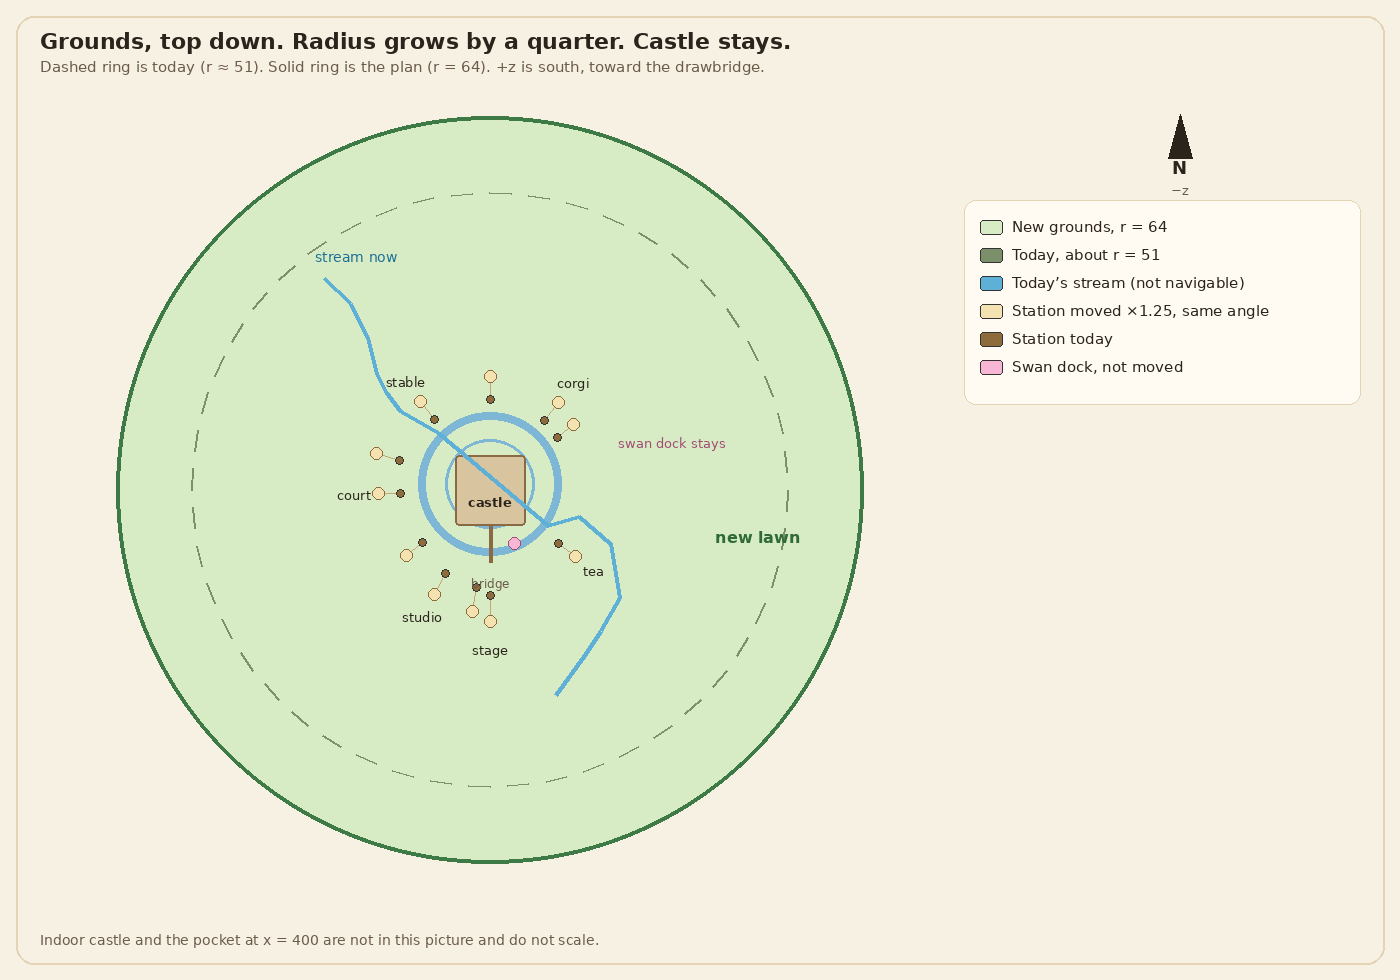 Grounds, top down. Radius grows by a quarter. Castle stays.
Dashed ring is today (r ≈ 51). Solid ring is the plan (r = 64). +z is south, toward the drawbridge.
N
−z
New grounds, r = 64
Today, about r = 51
Today’s stream (not navigable)
Station moved ×1.25, same angle
Station today
Swan dock, not moved
stream now
stable
corgi
swan dock stays
court
castle
new lawn
tea
bridge
studio
stage
Indoor castle and the pocket at x = 400 are not in this picture and do not scale.